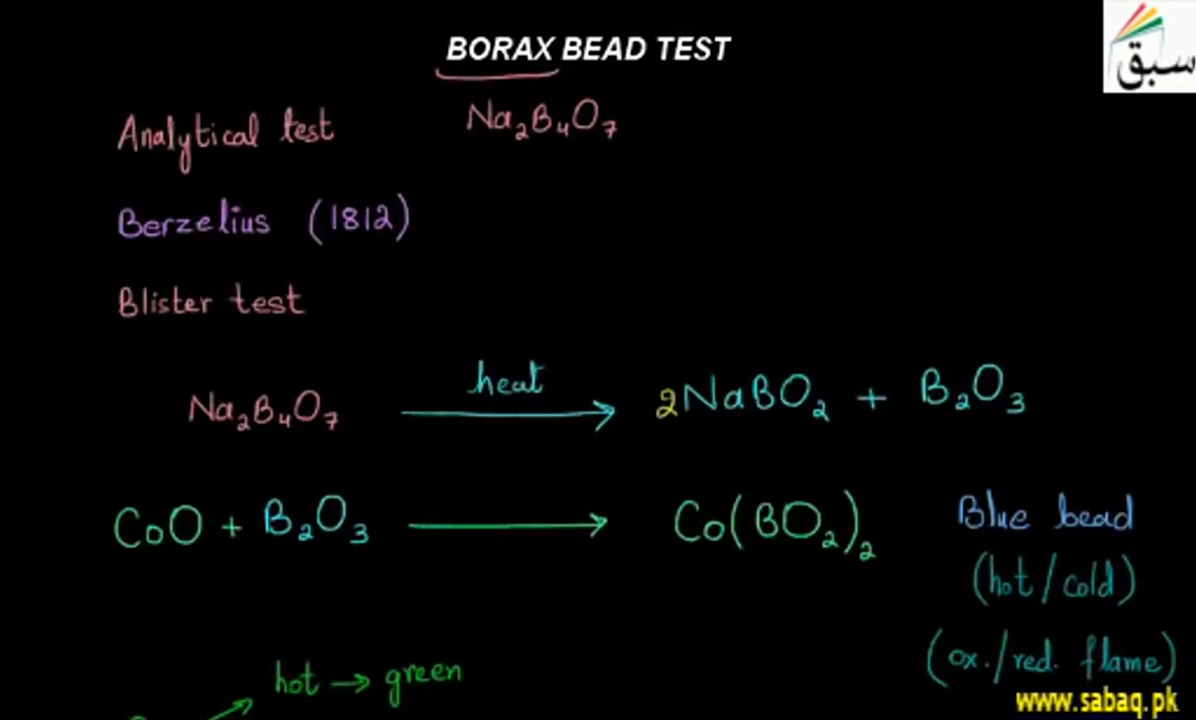 BORAX BEAD TEST
سبق
Analytical test Na₂B₄O₇
Berzelius (1812)
Blister test
Na₂B₄O₇ heat → 2NaBO₂ + B₂O₃
CoO + B₂O₃ → Co(BO₂)₂ Blue bead
(hot/cold)
(ox./red. flame)
hot → green
www.sabaq.pk